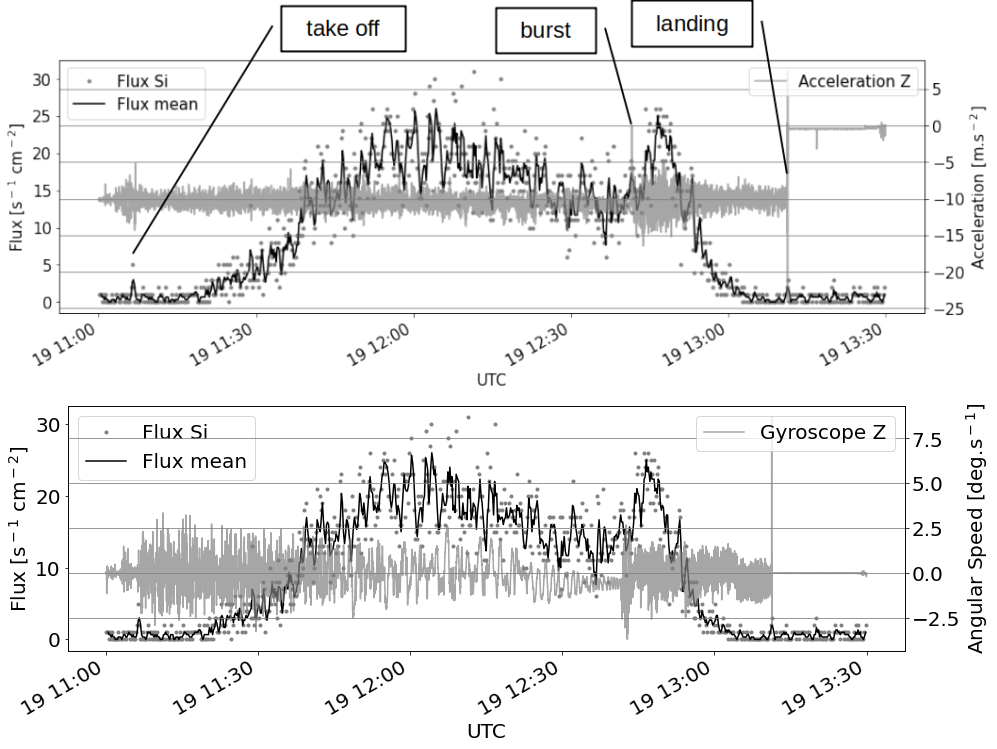 take off
burst
landing
Flux Si
Flux mean
Acceleration Z
Flux [s⁻¹ cm⁻²]
30
25
20
15
10
5
0
Acceleration [m.s⁻²]
5
0
−5
−10
−15
−20
−25
19 11:00
19 11:30
19 12:00
19 12:30
19 13:00
19 13:30
UTC
Flux Si
Flux mean
Gyroscope Z
Flux [s⁻¹ cm⁻²]
30
20
10
0
Angular Speed [deg.s⁻¹]
7.5
5.0
2.5
0.0
−2.5
19 11:00
19 11:30
19 12:00
19 12:30
19 13:00
19 13:30
UTC